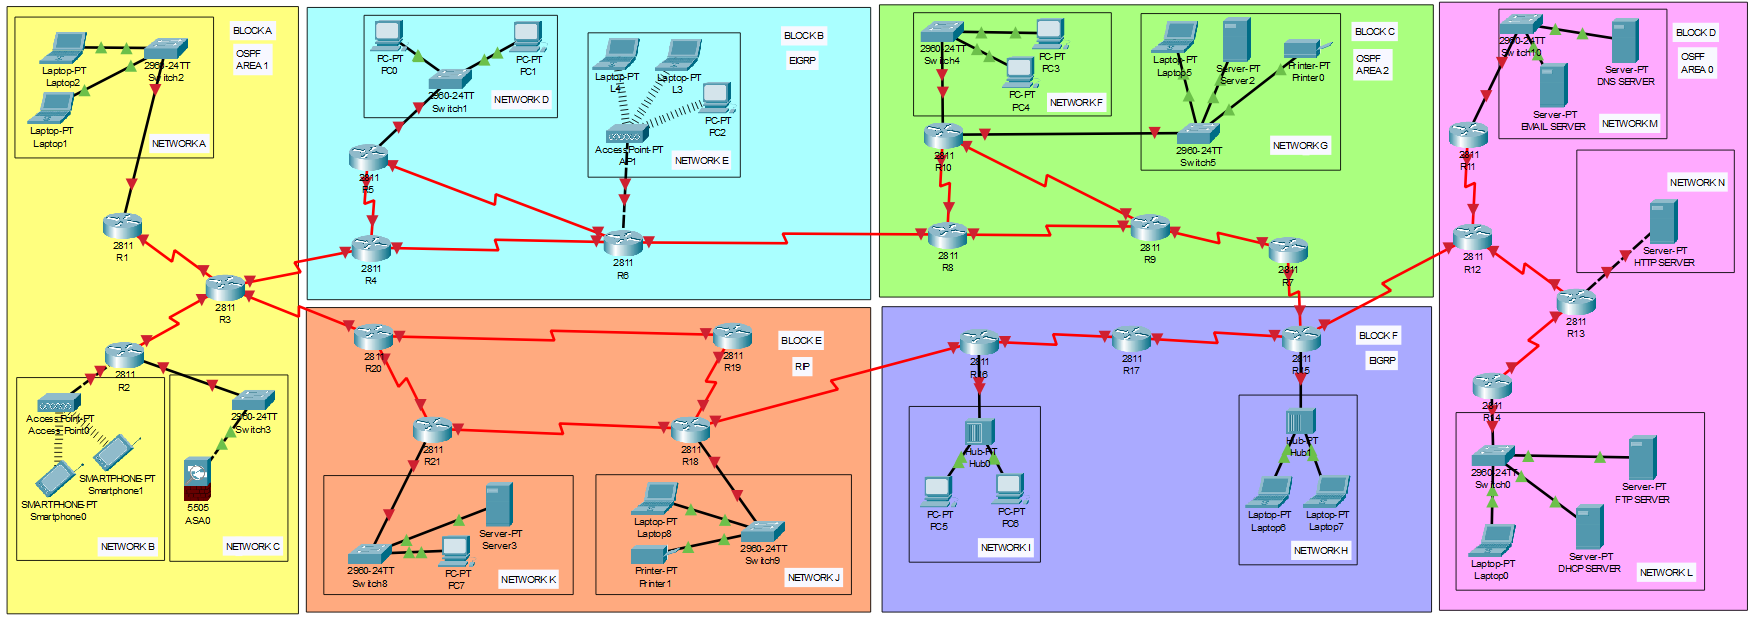 BLOCK A
OSPF
AREA 1
Laptop-PT
Laptop2
2960-24TT
Switch2
Laptop-PT
Laptop1
NETWORK A
2811
R1
2811
R3
2811
R2
Access Point-PT
Access Point0
SMARTPHONE-PT
Smartphone1
SMARTPHONE-PT
Smartphone0
NETWORK B
2960-24TT
Switch3
5505
ASA0
NETWORK C
BLOCK B
EIGRP
PC-PT
PC0
PC-PT
PC1
2960-24TT
Switch1
NETWORK D
Laptop-PT
L4
Laptop-PT
L3
PC-PT
PC2
AccessPoint-PT
AP1
NETWORK E
2811
R5
2811
R4
2811
R6
BLOCK C
OSPF
AREA 2
2960-24TT
Switch4
PC-PT
PC3
PC-PT
PC4
NETWORK F
Laptop-PT
Laptop5
Server-PT
Server2
Printer-PT
Printer0
2960-24TT
Switch5
NETWORK G
2811
R10
2811
R8
2811
R9
2811
R7
BLOCK D
OSPF
AREA 0
2960-24TT
Switch10
Server-PT
DNS SERVER
Server-PT
EMAIL SERVER
NETWORK M
2811
R11
2811
R12
NETWORK N
Server-PT
HTTP SERVER
2811
R13
2811
R14
2960-24TT
Switch0
Server-PT
FTP SERVER
Server-PT
DHCP SERVER
Laptop-PT
Laptop0
NETWORK L
BLOCK E
RIP
2811
R20
2811
R19
2811
R21
2811
R18
Server-PT
Server3
2960-24TT
Switch8
PC-PT
PC7
NETWORK K
Laptop-PT
Laptop8
2960-24TT
Switch9
Printer-PT
Printer1
NETWORK J
BLOCK F
EIGRP
2811
R16
2811
R17
2811
R15
Hub-PT
Hub0
PC-PT
PC5
PC-PT
PC6
NETWORK I
Hub-PT
Hub1
Laptop-PT
Laptop6
Laptop-PT
Laptop7
NETWORK H